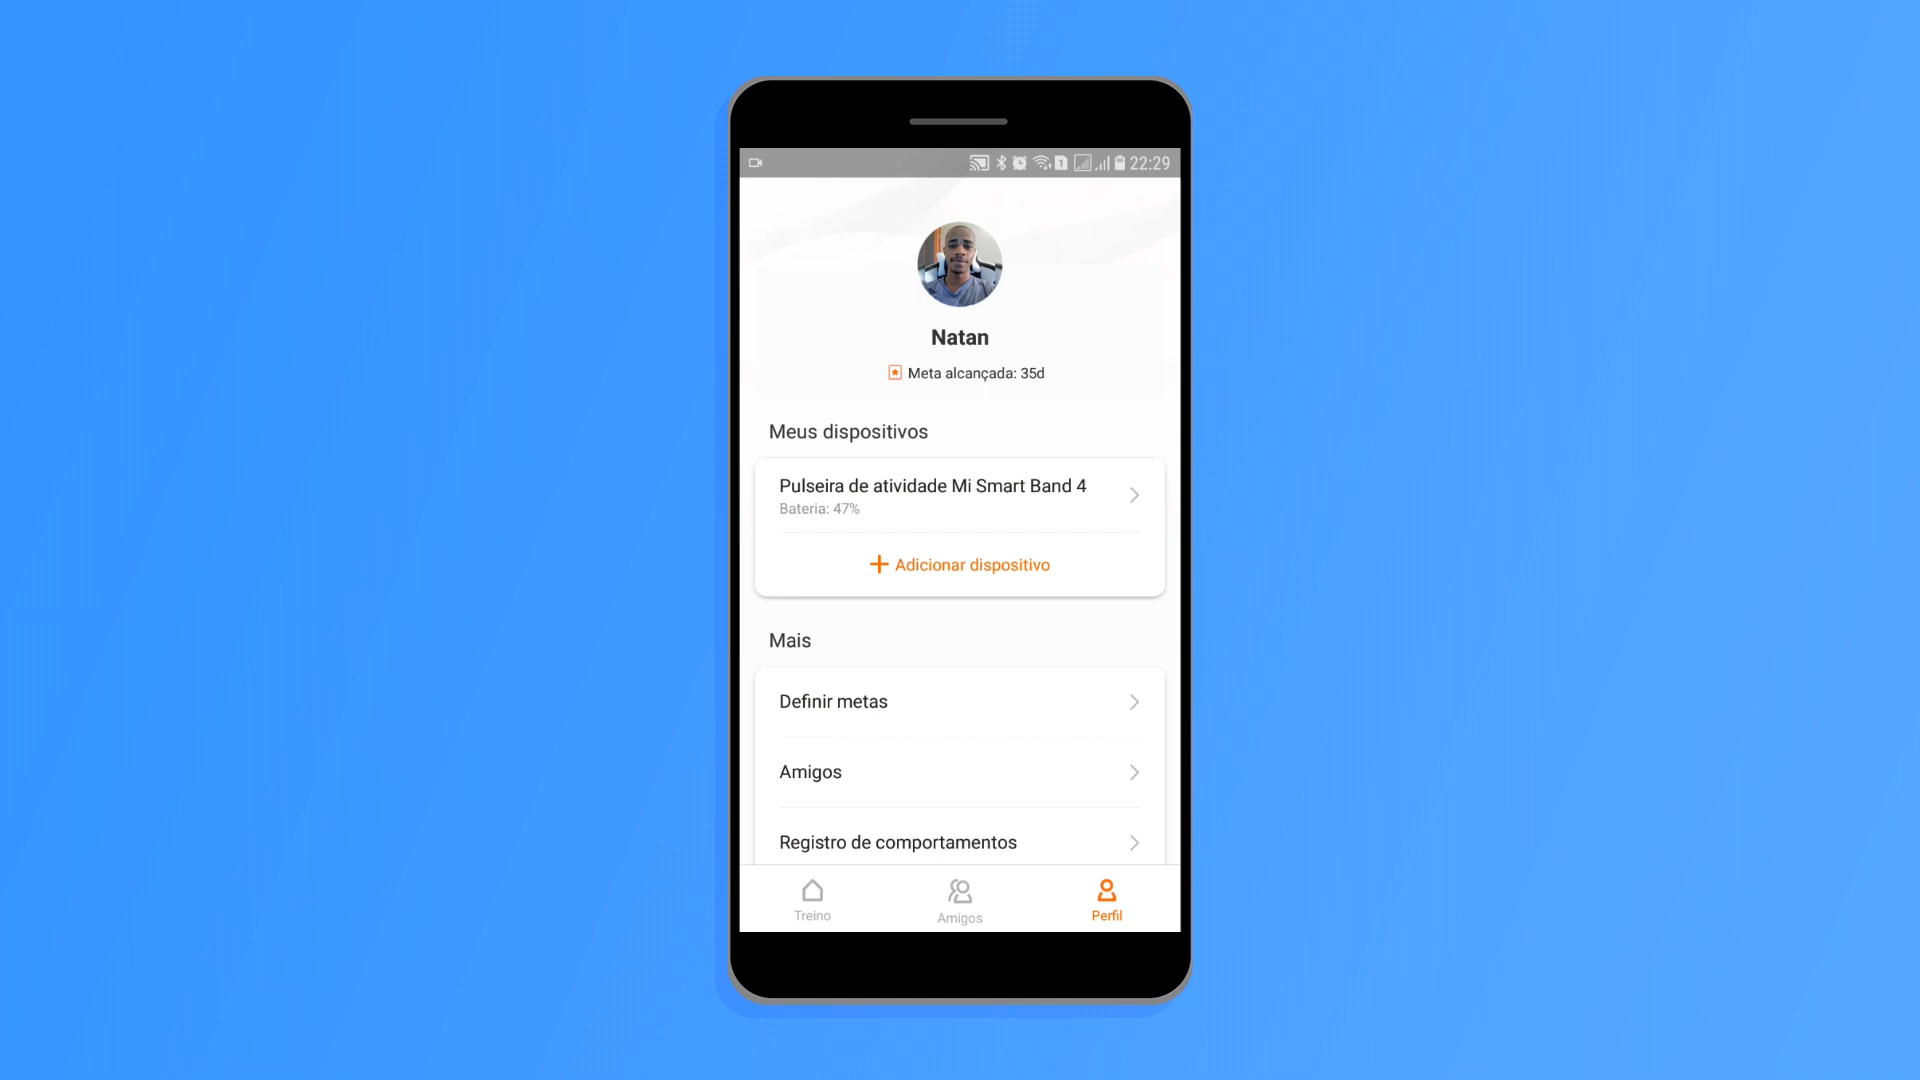 1 22:29
Natan
Meta alcançada: 35d
Meus dispositivos
Pulseira de atividade Mi Smart Band 4
Bateria: 47%
Adicionar dispositivo
Mais
Definir metas
Amigos
Registro de comportamentos
Treino Amigos Perfil